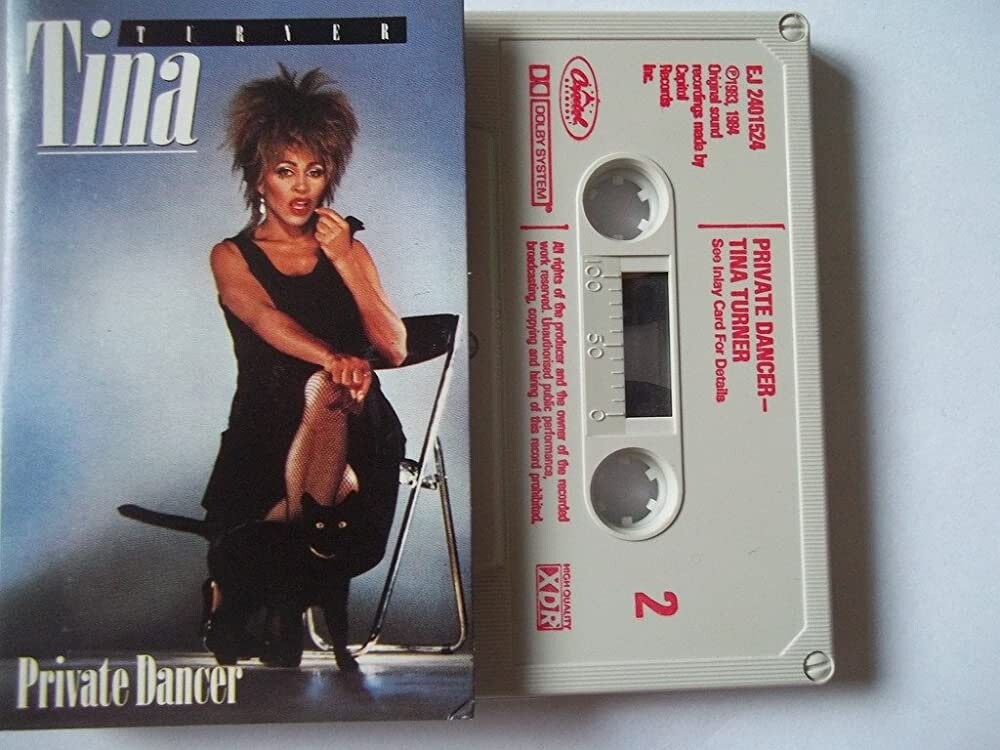 TURNER
Tina
Private Dancer
EJ 2401524
℗1983, 1984
Original sound
recordings made by
Capitol
Records
Inc.
Capitol
RECORDS
DOLBY SYSTEM®
PRIVATE DANCER–
TINA TURNER
See Inlay Card For Details
All rights of the producer and the owner of the recorded
work reserved. Unauthorised public performance,
broadcasting, copying and hiring of this record prohibited.
100 50 0
2
HIGH QUALITY
XDR